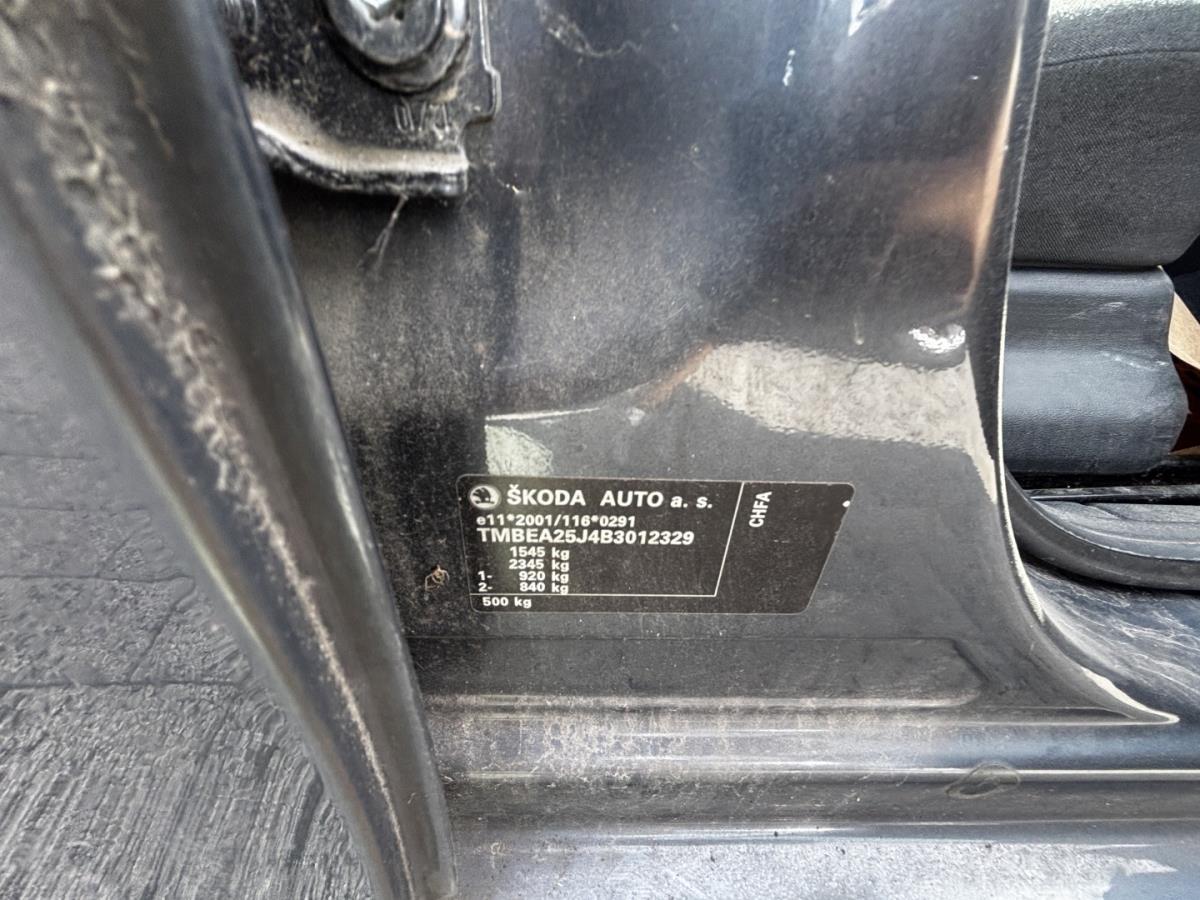 ŠKODA AUTO a. s.
e11*2001/116*0291
TMBEA25J4B3012329
1545 kg
2345 kg
1- 920 kg
2- 840 kg
500 kg
CHFA